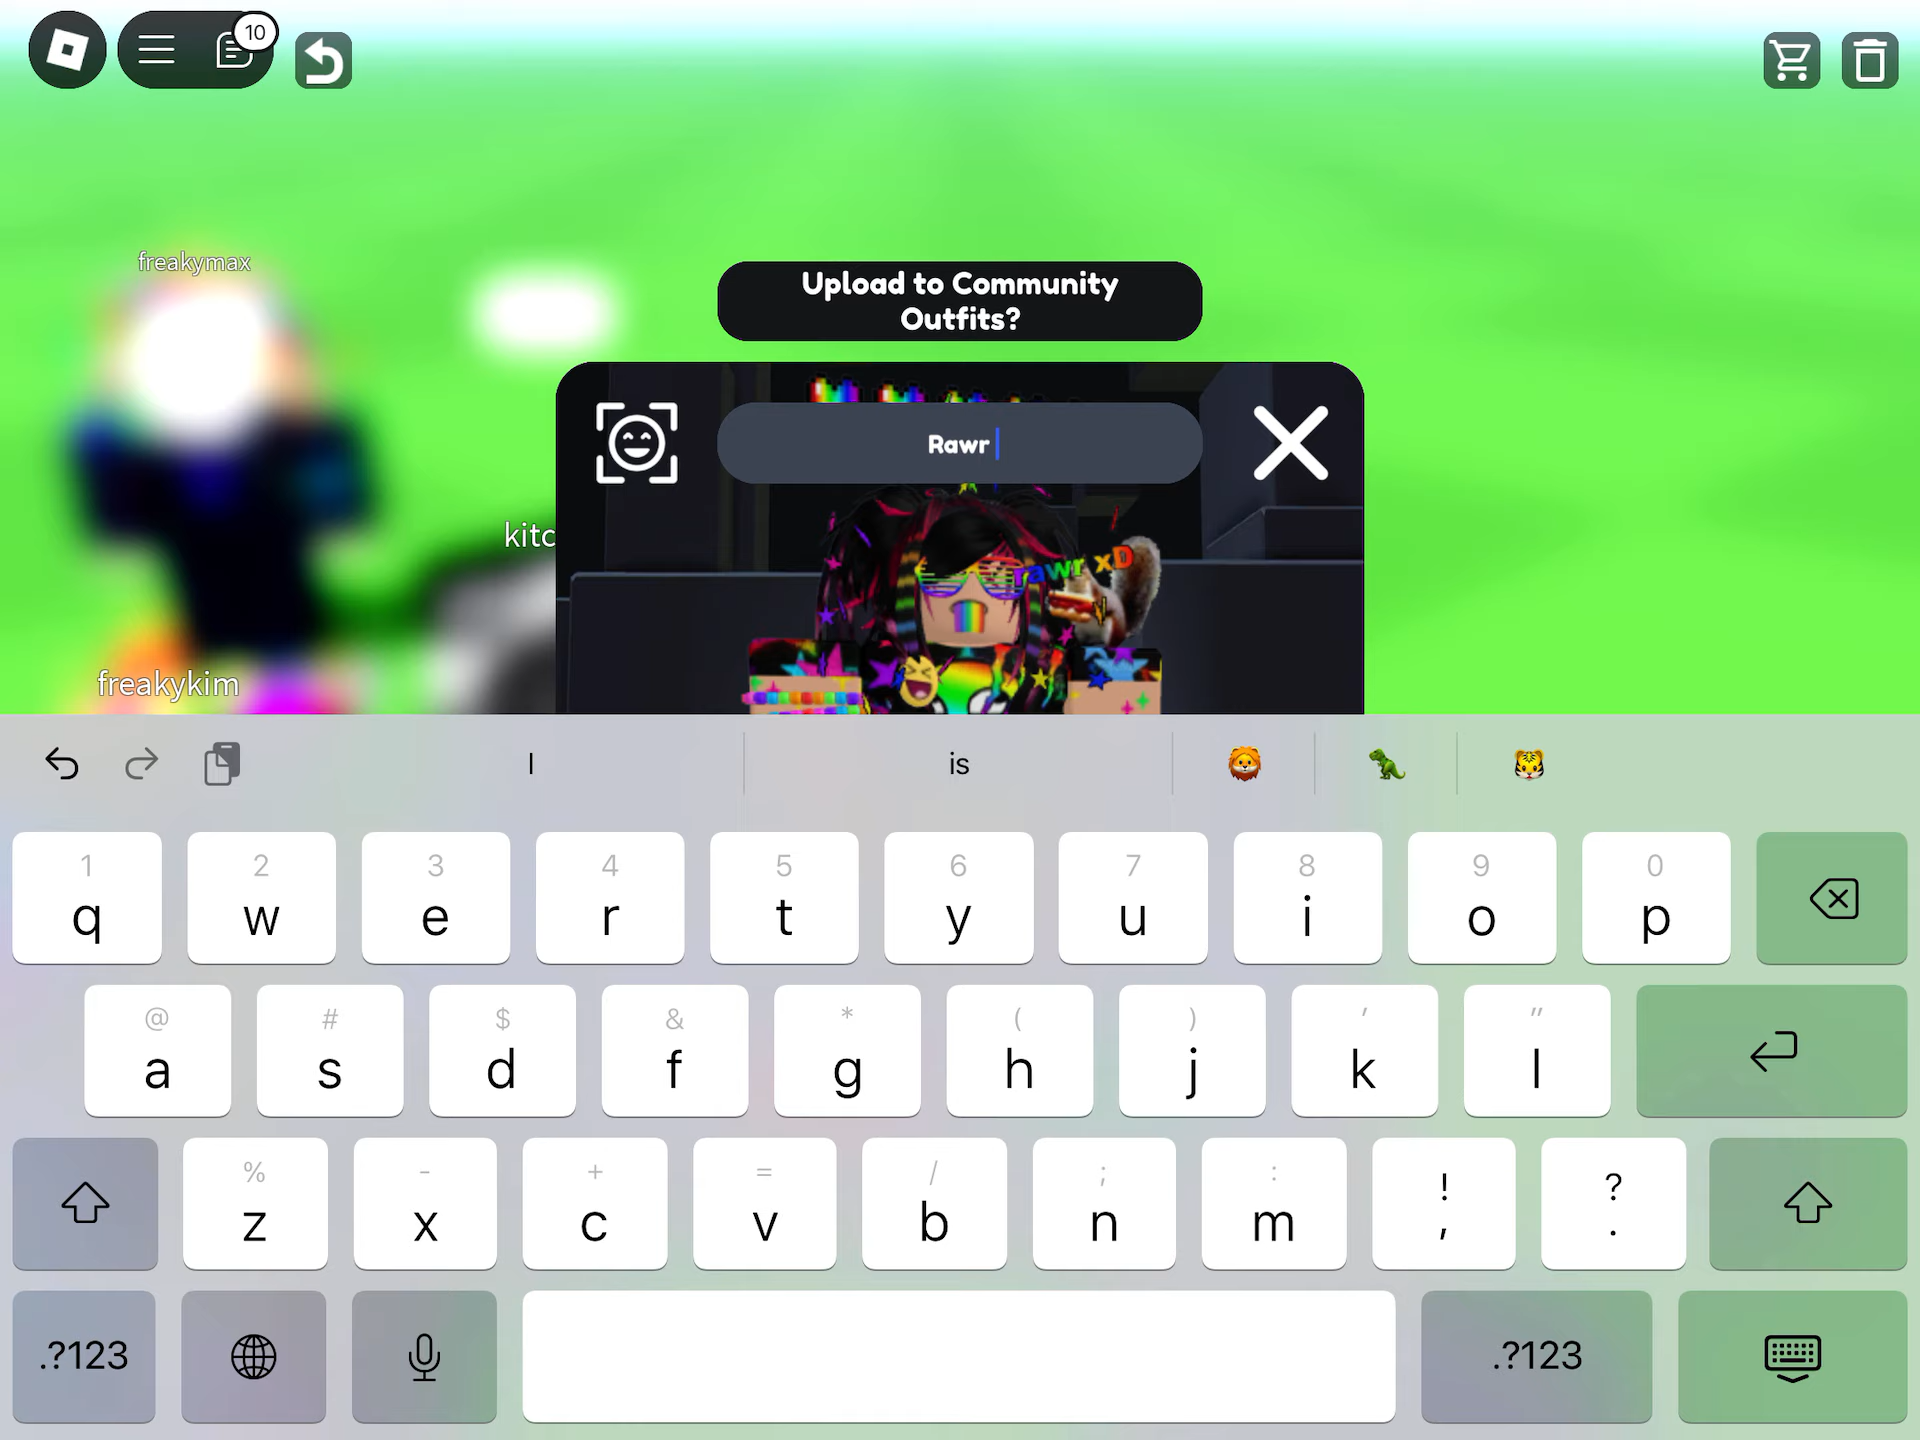 10
freakymax
Upload to Community
Outfits?
Rawr
rawr xD
kitc
freakykim
I is
1 2 3 4 5 6 7 8 9 0
q w e r t y u i o p
@ # $ & * ( ) ' "
a s d f g h j k l
% - + = / ; : ! ?
z x c v b n m , .
.?123 .?123